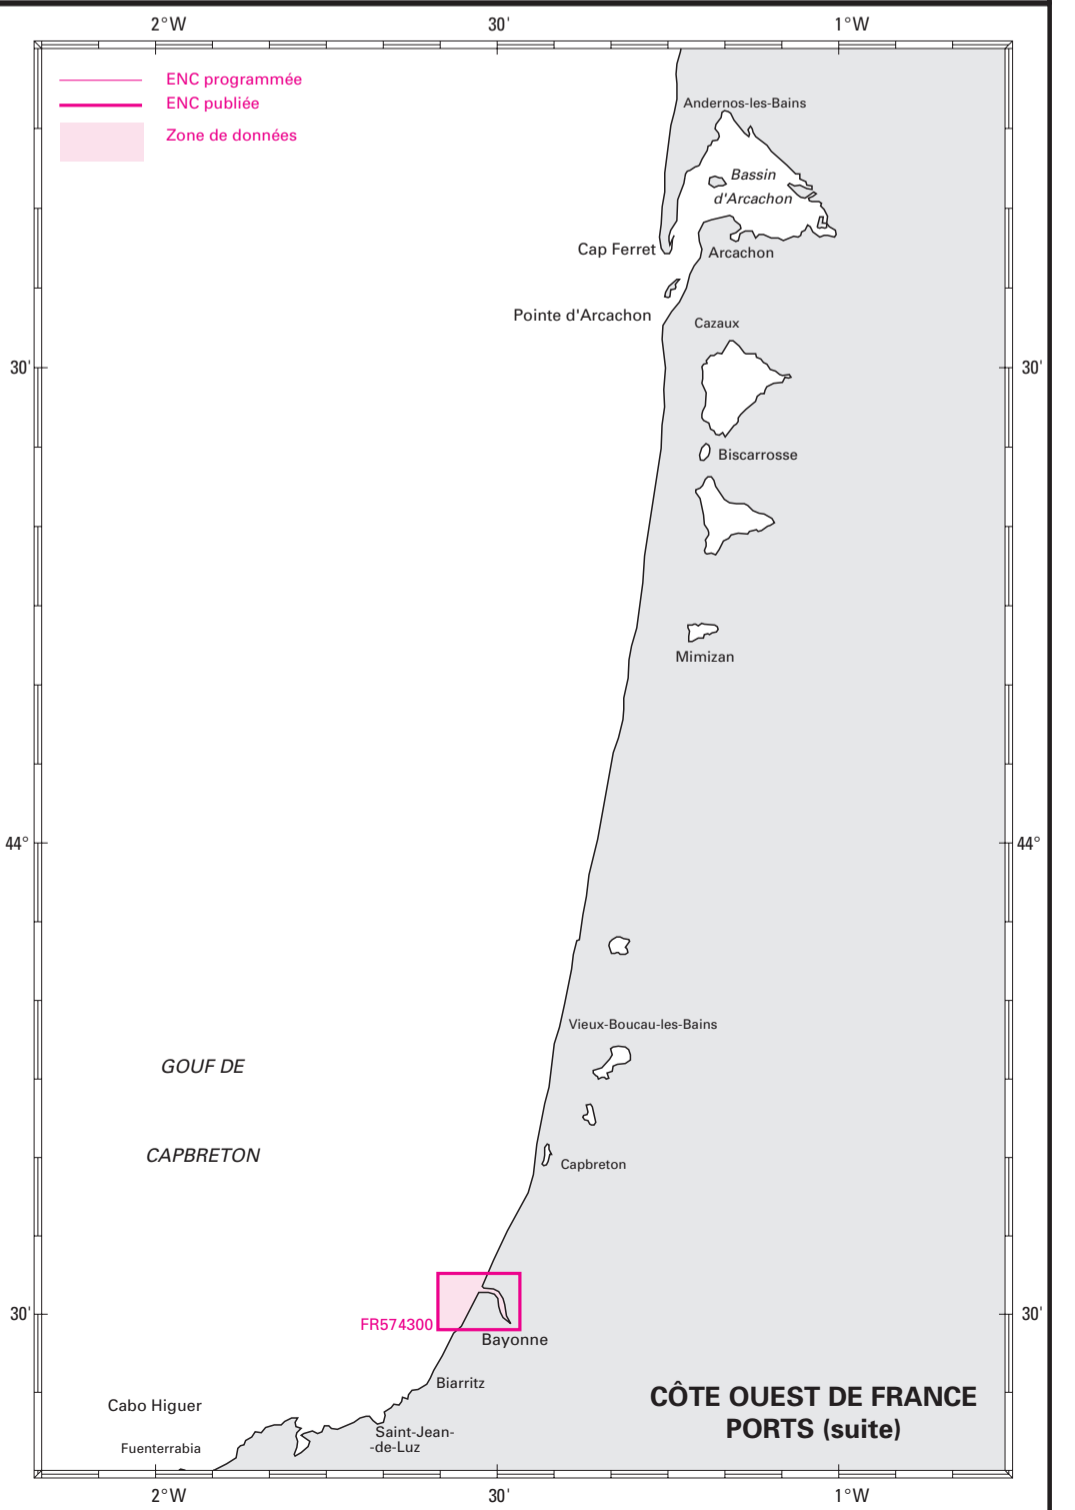 2°W 30' 1°W
ENC programmée
ENC publiée
Zone de données
Andernos-les-Bains
Bassin
d'Arcachon
Cap Ferret
Arcachon
Pointe d'Arcachon
Cazaux
30' 30'
Biscarrosse
Mimizan
44° 44°
Vieux-Boucau-les-Bains
GOUF DE
CAPBRETON
Capbreton
30' 30'
FR574300
Bayonne
Biarritz
Cabo Higuer
Saint-Jean-
-de-Luz
Fuenterrabia
CÔTE OUEST DE FRANCE
PORTS (suite)
2°W 30' 1°W